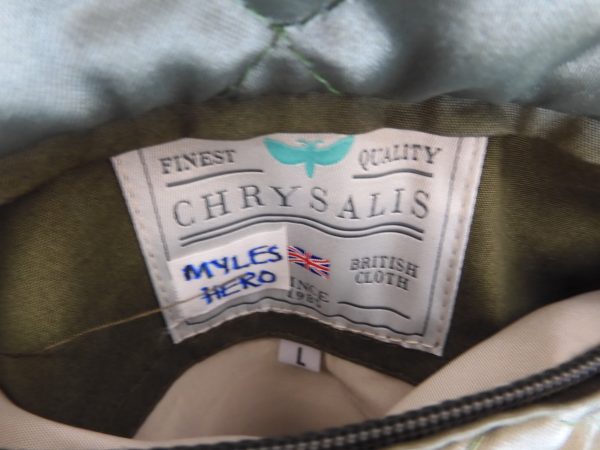 FINEST QUALITY
CHRYSALIS
MYLES
HERO
BRITISH
CLOTH
L